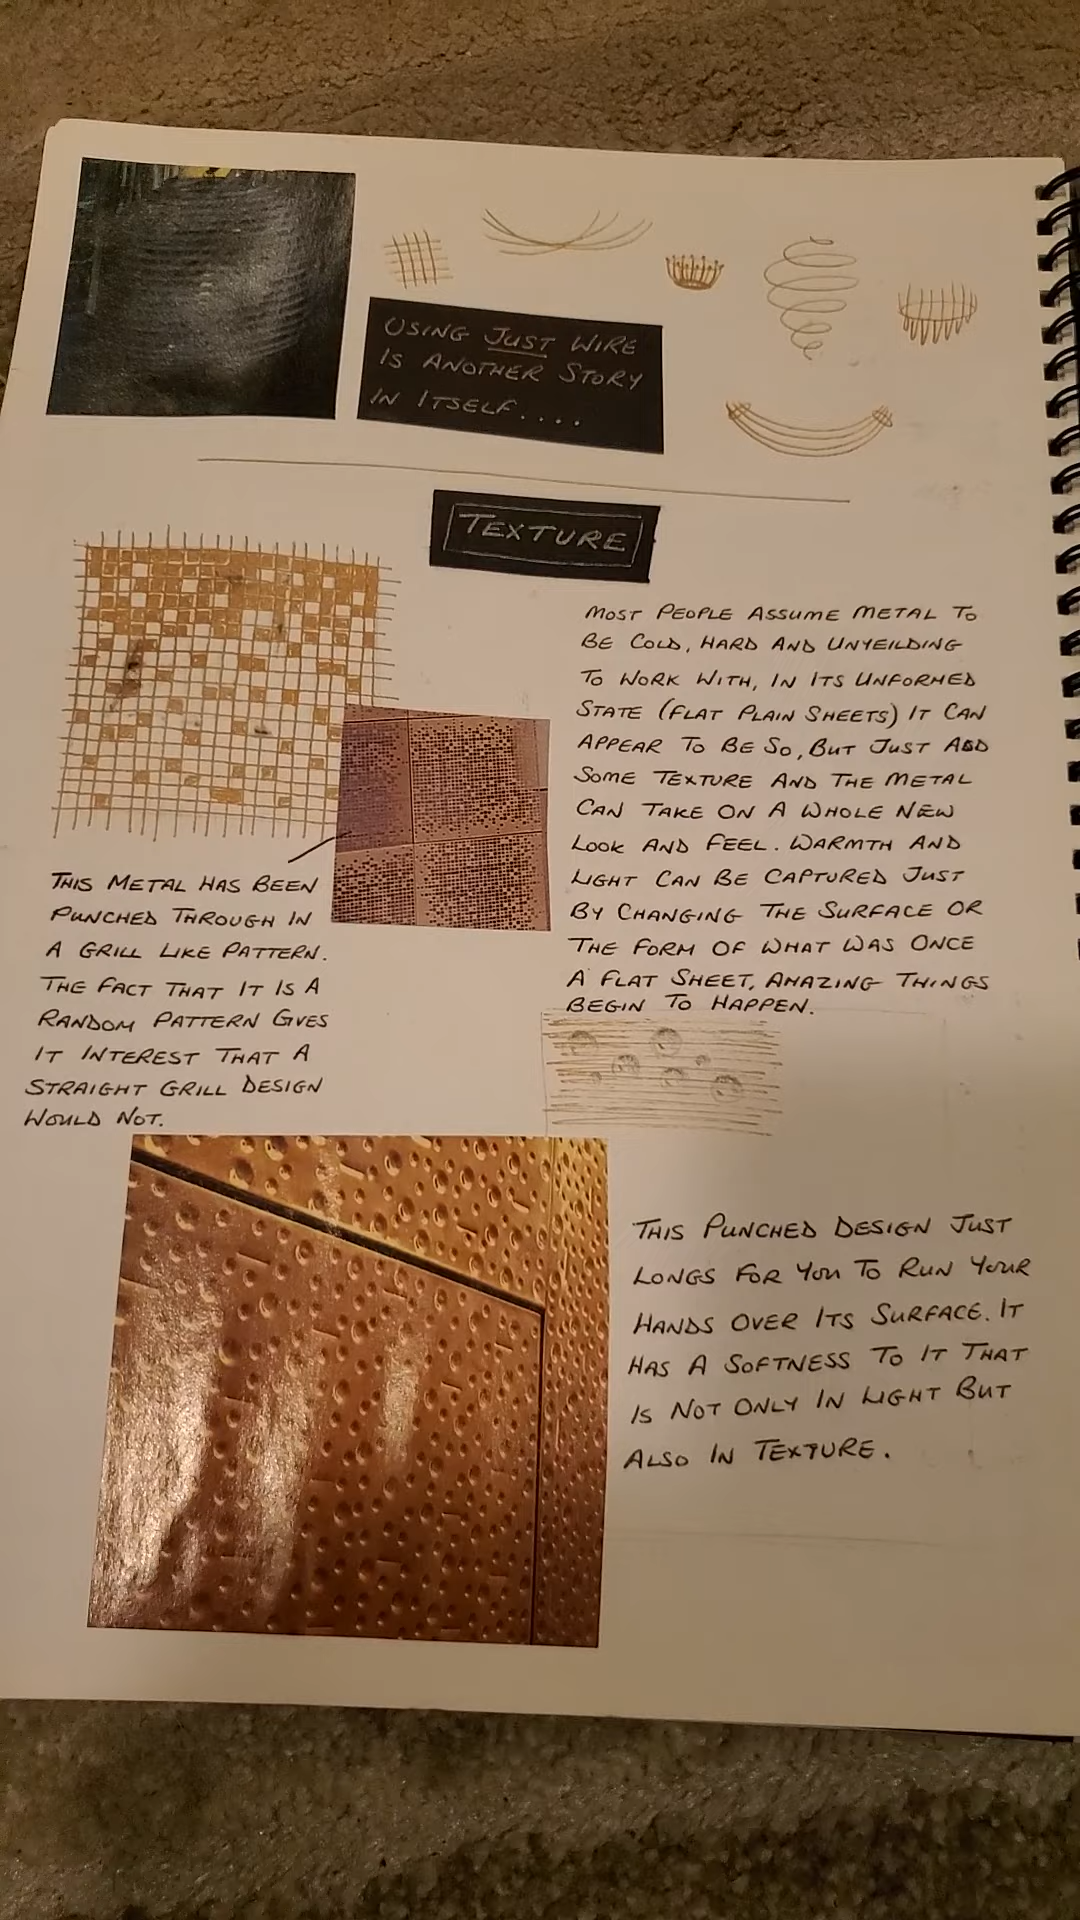 USING JUST WIRE
IS ANOTHER STORY
IN ITSELF....
TEXTURE
MOST PEOPLE ASSUME METAL TO
BE COLD, HARD AND UNYEILDING
TO WORK WITH, IN ITS UNFORMED
STATE (FLAT PLAIN SHEETS) IT CAN
APPEAR TO BE SO, BUT JUST ADD
SOME TEXTURE AND THE METAL
CAN TAKE ON A WHOLE NEW
LOOK AND FEEL. WARMTH AND
LIGHT CAN BE CAPTURED JUST
BY CHANGING THE SURFACE OR
THE FORM OF WHAT WAS ONCE
A FLAT SHEET, AMAZING THINGS
BEGIN TO HAPPEN.
THIS METAL HAS BEEN
PUNCHED THROUGH IN
A GRILL LIKE PATTERN.
THE FACT THAT IT IS A
RANDOM PATTERN GIVES
IT INTEREST THAT A
STRAIGHT GRILL DESIGN
WOULD NOT.
THIS PUNCHED DESIGN JUST
LONGS FOR YOU TO RUN YOUR
HANDS OVER ITS SURFACE. IT
HAS A SOFTNESS TO IT THAT
IS NOT ONLY IN LIGHT BUT
ALSO IN TEXTURE.